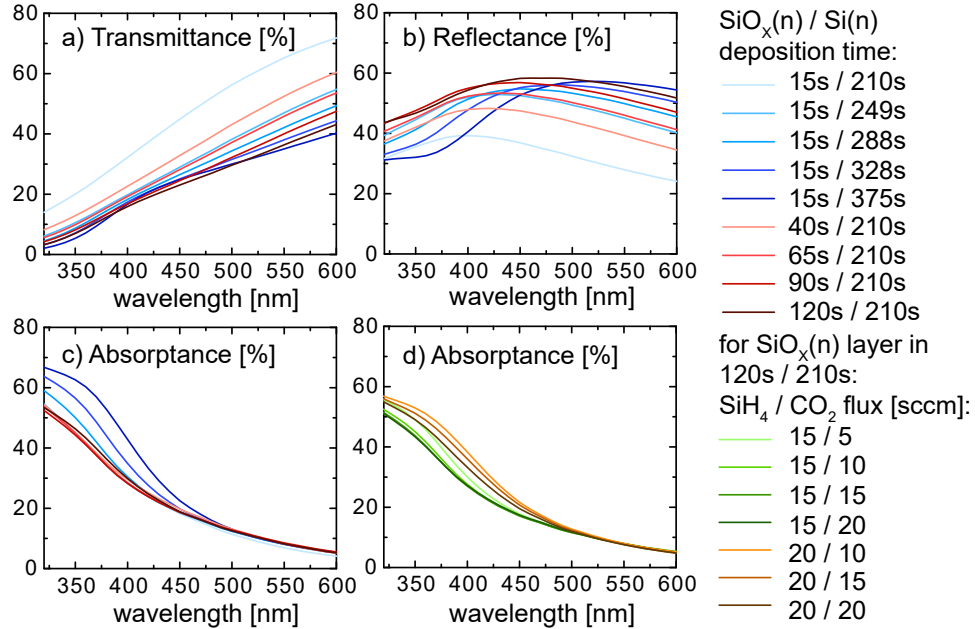 a) Transmittance [%]
80
60
40
20
0
350 400 450 500 550 600
wavelength [nm]
b) Reflectance [%]
80
60
40
20
0
350 400 450 500 550 600
wavelength [nm]
c) Absorptance [%]
80
60
40
20
0
350 400 450 500 550 600
wavelength [nm]
d) Absorptance [%]
80
60
40
20
0
350 400 450 500 550 600
wavelength [nm]
SiOₓ(n) / Si(n)
deposition time:
15s / 210s
15s / 249s
15s / 288s
15s / 328s
15s / 375s
40s / 210s
65s / 210s
90s / 210s
120s / 210s
for SiOₓ(n) layer in
120s / 210s:
SiH₄ / CO₂ flux [sccm]:
15 / 5
15 / 10
15 / 15
15 / 20
20 / 10
20 / 15
20 / 20